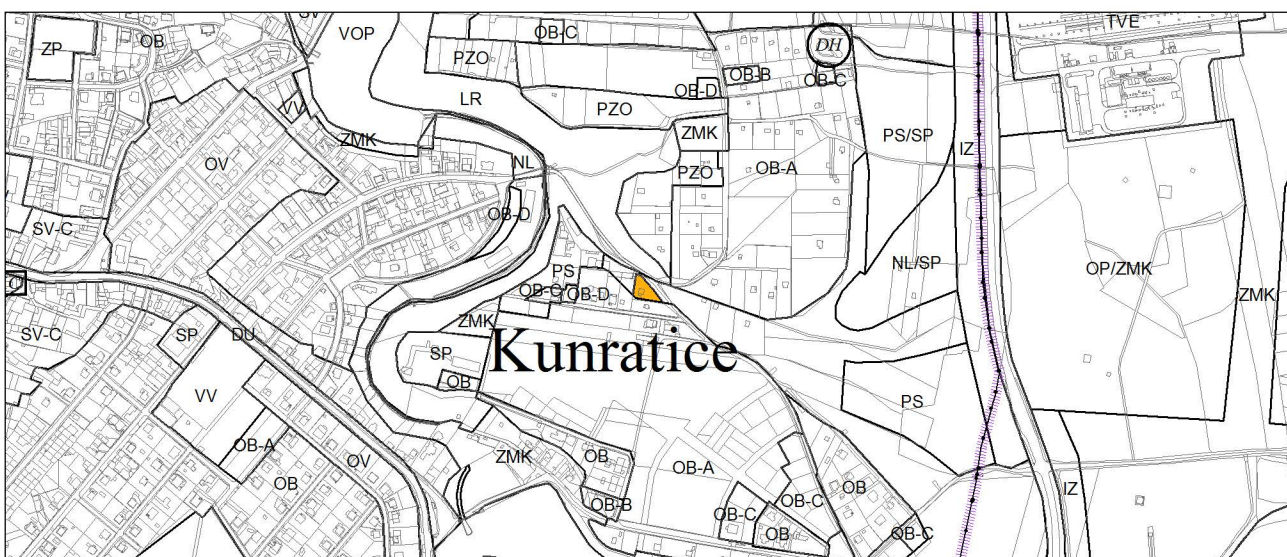 SV
VOP
OB-C
DH
TVE
ZP
OB
PZO
OB-B
OB-C
OB-D
LR
PZO
VV
ZMK
ZMK
PS/SP
IZ
OV
NL
PZO
OB-A
OB-D
SV-C
PS
NL/SP
OP/ZMK
OB-C/OB-D
ZMK
ZMK
SV-C
SP
DU
SP
Kunratice
OB
VV
PS
OB-A
OV
ZMK
OB
OB-A
OB
OB-B
OB-C
OB
OB-C
OB
OB-C
IZ